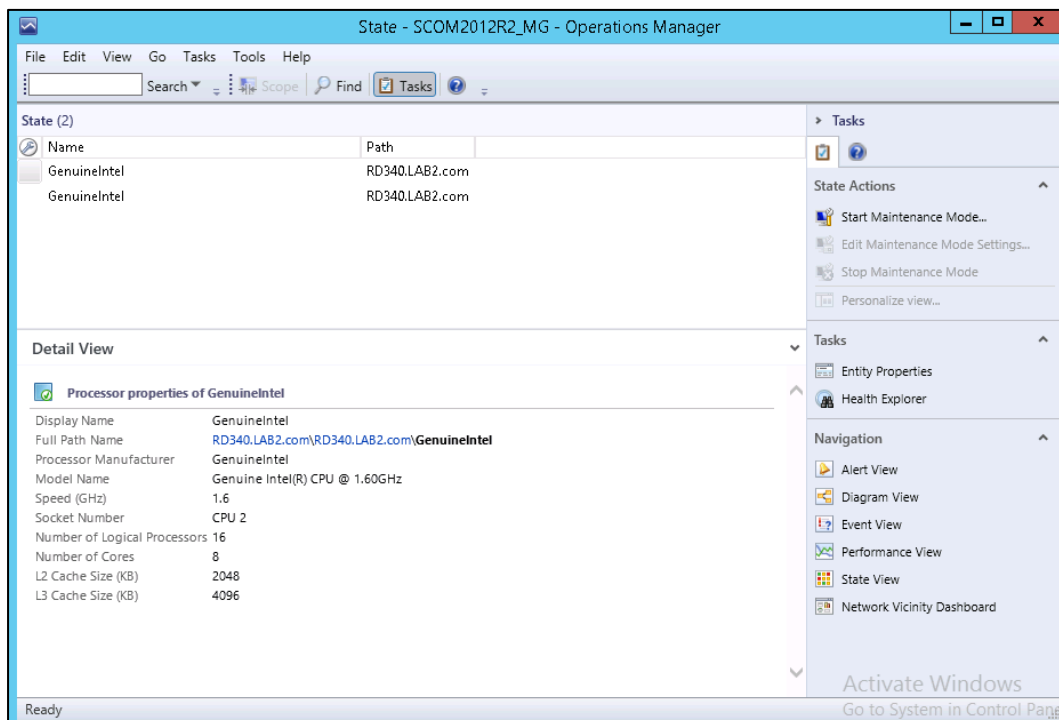 State - SCOM2012R2_MG - Operations Manager
File Edit View Go Tasks Tools Help
Search Scope Find Tasks
State (2)
Name Path
GenuineIntel RD340.LAB2.com
GenuineIntel RD340.LAB2.com
Detail View
Processor properties of GenuineIntel
Display Name GenuineIntel
Full Path Name RD340.LAB2.com\RD340.LAB2.com\GenuineIntel
Processor Manufacturer GenuineIntel
Model Name Genuine Intel(R) CPU @ 1.60GHz
Speed (GHz) 1.6
Socket Number CPU 2
Number of Logical Processors 16
Number of Cores 8
L2 Cache Size (KB) 2048
L3 Cache Size (KB) 4096
Tasks
State Actions
Start Maintenance Mode...
Edit Maintenance Mode Settings...
Stop Maintenance Mode
Personalize view...
Tasks
Entity Properties
Health Explorer
Navigation
Alert View
Diagram View
Event View
Performance View
State View
Network Vicinity Dashboard
Activate Windows
Go to System in Control Pane
Ready